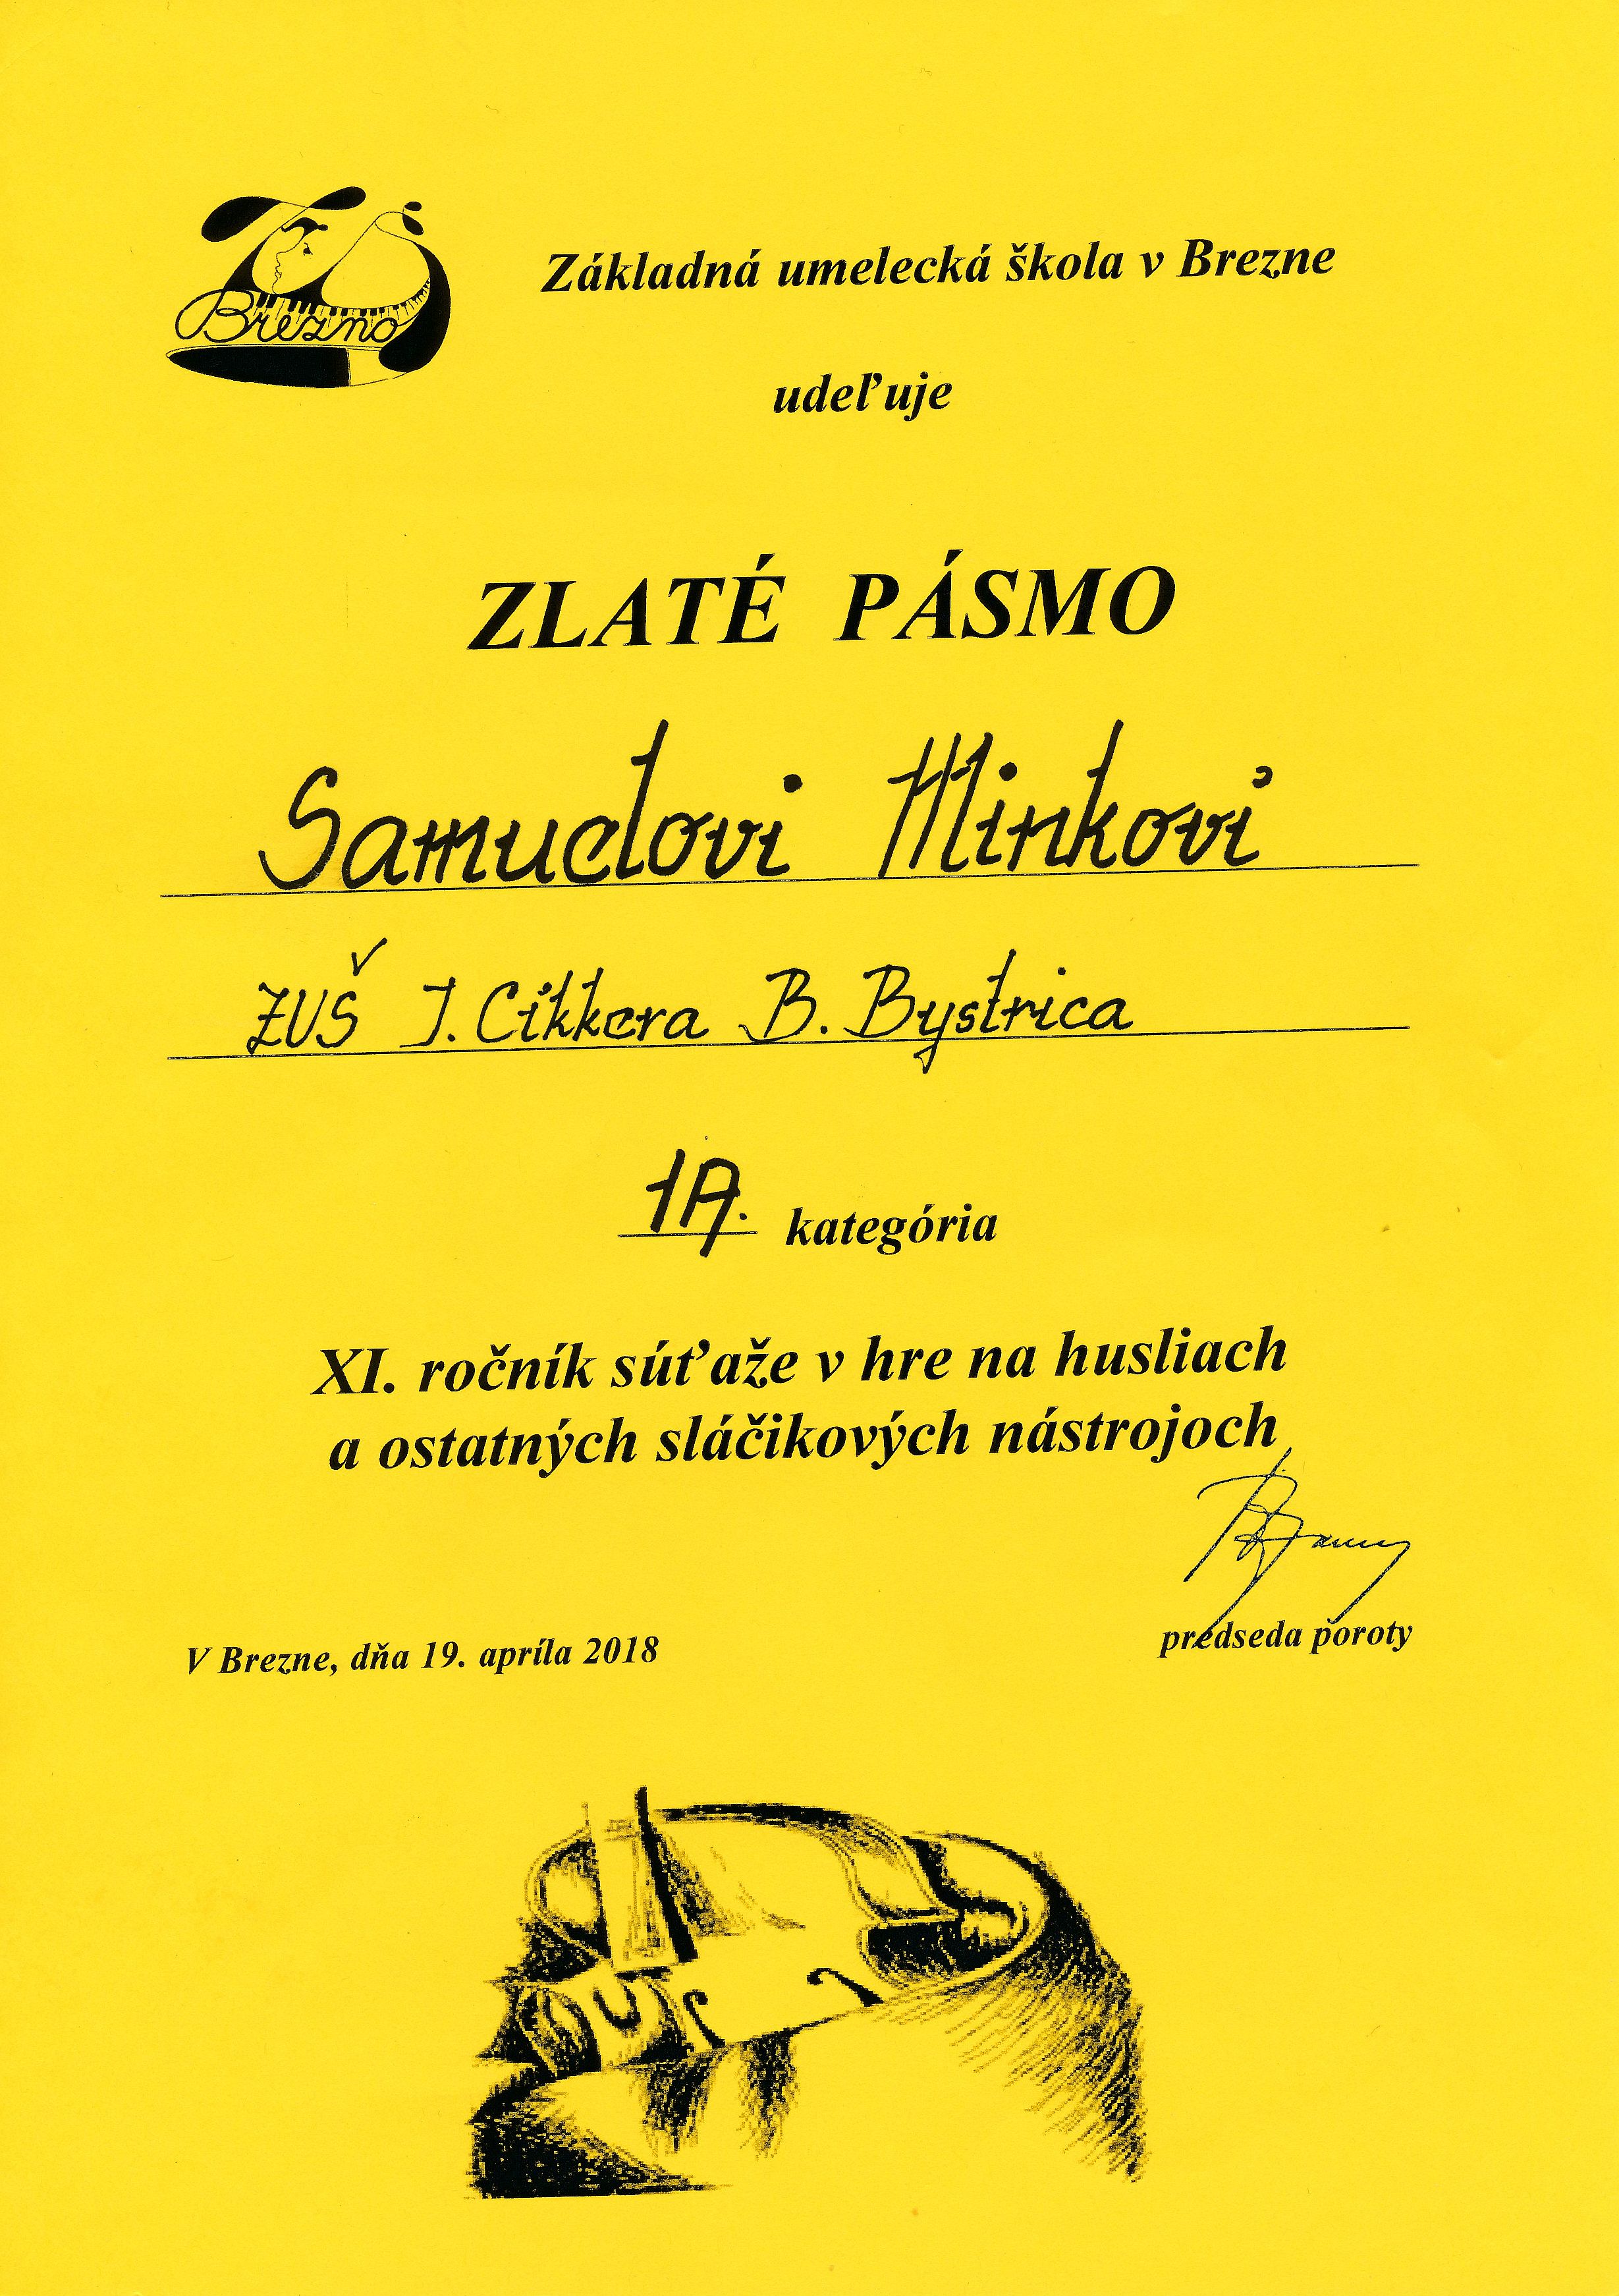 Brezno
Základná umelecká škola v Brezne
udeľuje
ZLATÉ PÁSMO
Samuelovi Minkovi
ZUŠ J. Cikkera B. Bystrica
1A. kategória
XI. ročník súťaže v hre na husliach
a ostatných sláčikových nástrojoch
V Brezne, dňa 19. apríla 2018
predseda poroty